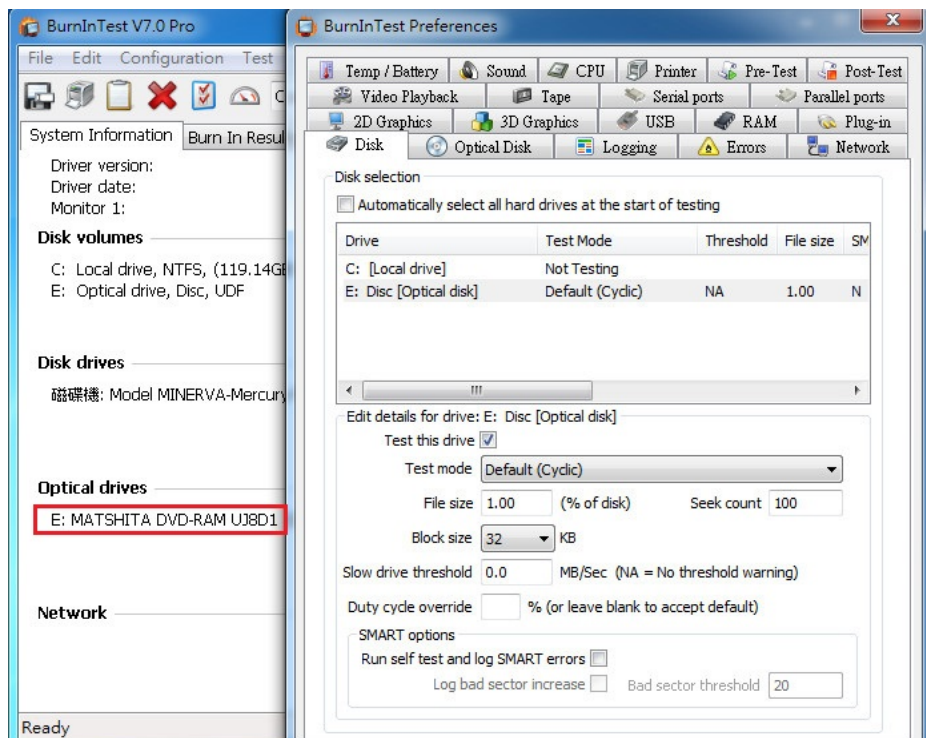 BurnInTest V7.0 Pro
File Edit Configuration Test
System Information Burn In Resul
Driver version:
Driver date:
Monitor 1:
Disk volumes
C: Local drive, NTFS, (119.14GB
E: Optical drive, Disc, UDF
Disk drives
磁碟機: Model MINERVA-Mercury
Optical drives
E: MATSHITA DVD-RAM UJ8D1
Network
Ready
BurnInTest Preferences
Temp / Battery Sound CPU Printer Pre-Test Post-Test
Video Playback Tape Serial ports Parallel ports
2D Graphics 3D Graphics USB RAM Plug-in
Disk Optical Disk Logging Errors Network
Disk selection
Automatically select all hard drives at the start of testing
Drive Test Mode Threshold File size SM
C: [Local drive] Not Testing
E: Disc [Optical disk] Default (Cyclic) NA 1.00 N
Edit details for drive: E: Disc [Optical disk]
Test this drive
Test mode Default (Cyclic)
File size 1.00 (% of disk) Seek count 100
Block size 32 KB
Slow drive threshold 0.0 MB/Sec (NA = No threshold warning)
Duty cycle override % (or leave blank to accept default)
SMART options
Run self test and log SMART errors
Log bad sector increase Bad sector threshold 20